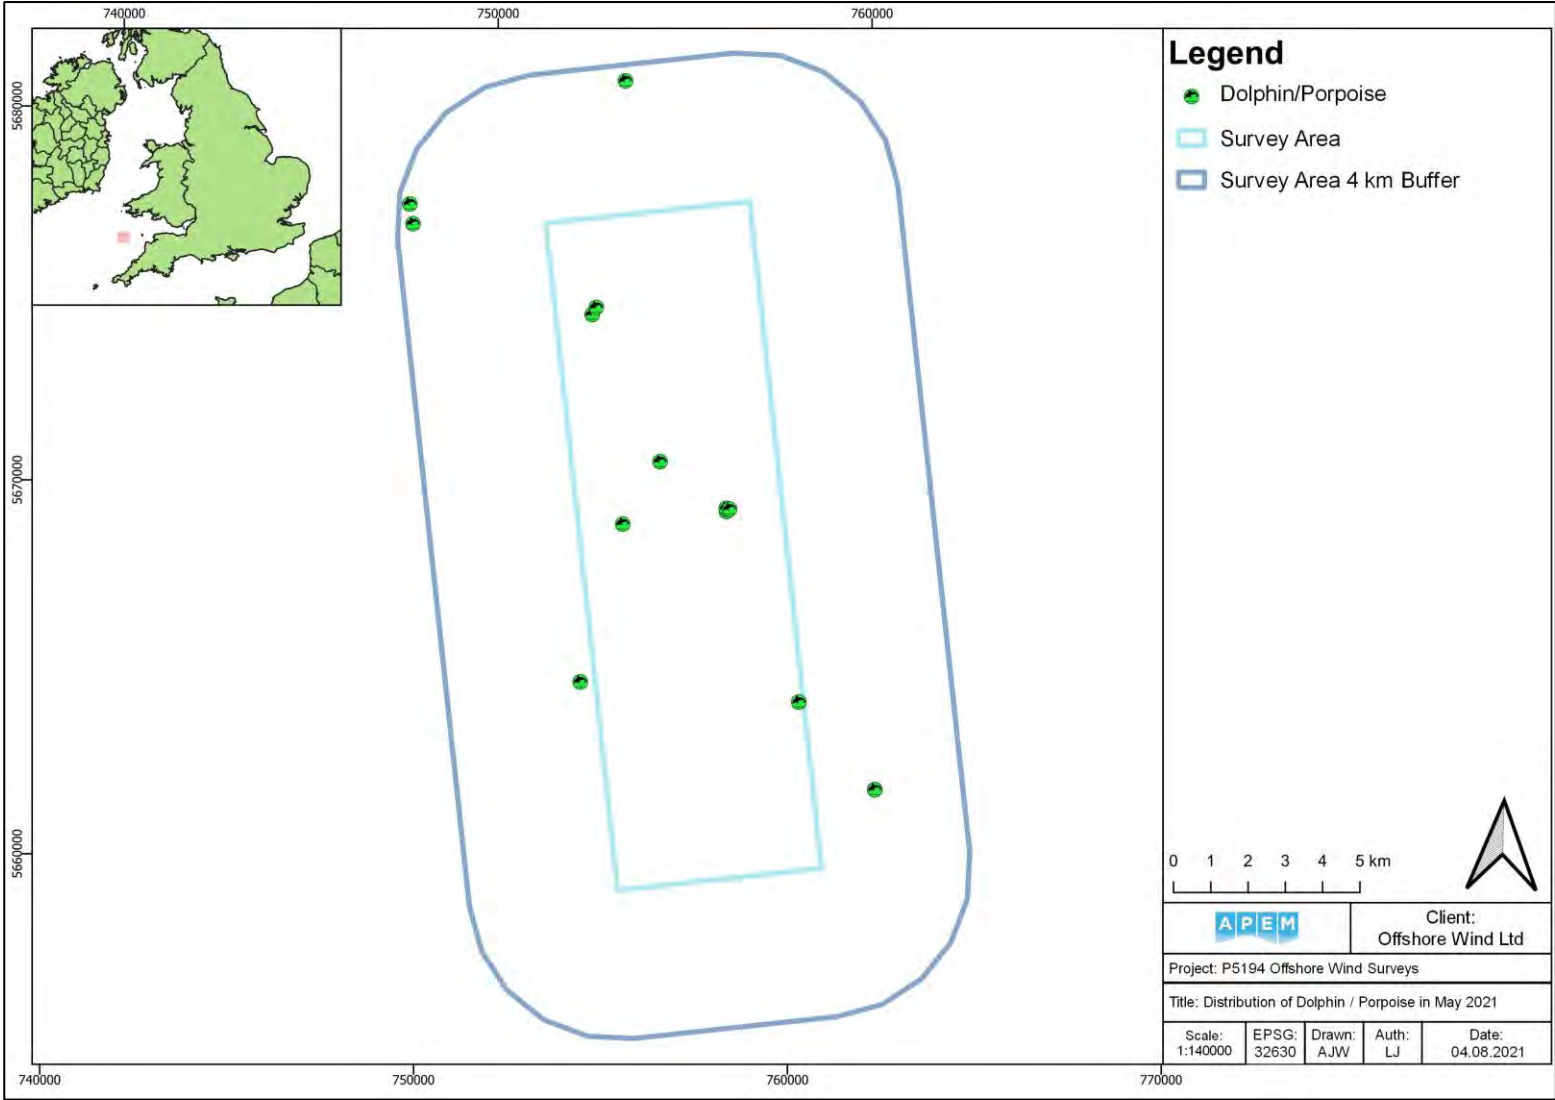 740000
750000
760000
5680000
5670000
5660000
740000
750000
760000
770000
Legend
Dolphin/Porpoise
Survey Area
Survey Area 4 km Buffer
0 1 2 3 4 5 km
APEM
Client:
Offshore Wind Ltd
Project: P5194 Offshore Wind Surveys
Title: Distribution of Dolphin / Porpoise in May 2021
Scale:
1:140000
EPSG:
32630
Drawn:
AJW
Auth:
LJ
Date:
04.08.2021